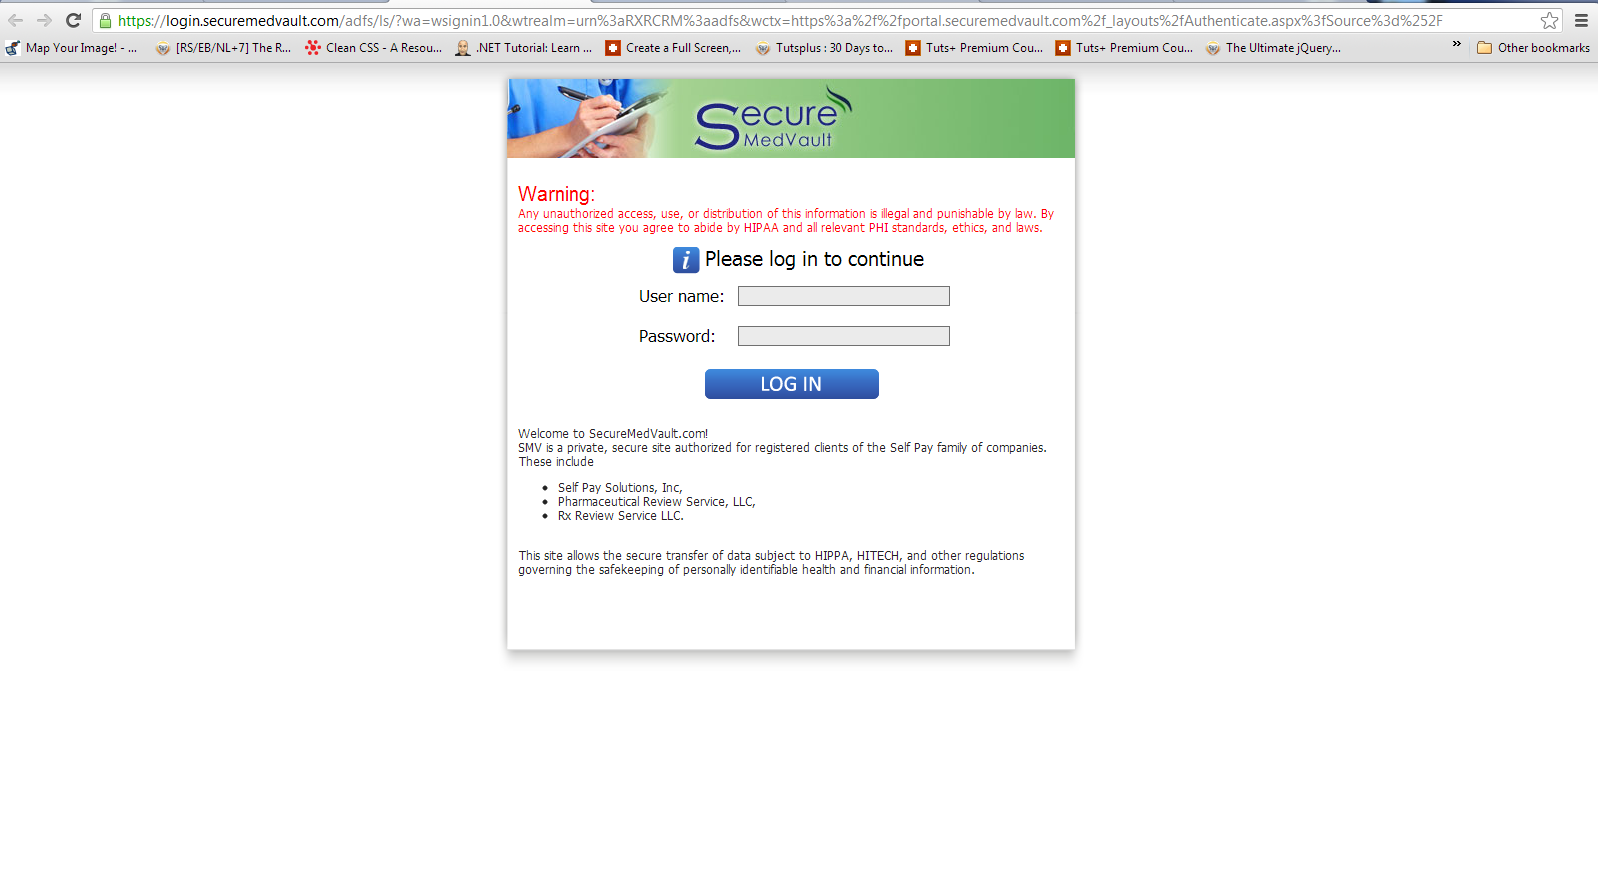 https://login.securemedvault.com/adfs/ls/?wa=wsignin1.0&wtrealm=urn%3aRXRCRM%3aadfs&wctx=https%3a%2f%2fportal.securemedvault.com%2f_layouts%2fAuthenticate.aspx%3fSource%3d%252F
Map Your Image! - ... [RS/EB/NL+7] The R... Clean CSS - A Resou... .NET Tutorial: Learn ... Create a Full Screen,... Tutsplus : 30 Days to... Tuts+ Premium Cou... Tuts+ Premium Cou... The Ultimate jQuery... » Other bookmarks
Secure
MedVault
Warning:
Any unauthorized access, use, or distribution of this information is illegal and punishable by law. By
accessing this site you agree to abide by HIPAA and all relevant PHI standards, ethics, and laws.
i Please log in to continue
User name:
Password:
LOG IN
Welcome to SecureMedVault.com!
SMV is a private, secure site authorized for registered clients of the Self Pay family of companies.
These include
• Self Pay Solutions, Inc,
• Pharmaceutical Review Service, LLC,
• Rx Review Service LLC.
This site allows the secure transfer of data subject to HIPPA, HITECH, and other regulations
governing the safekeeping of personally identifiable health and financial information.